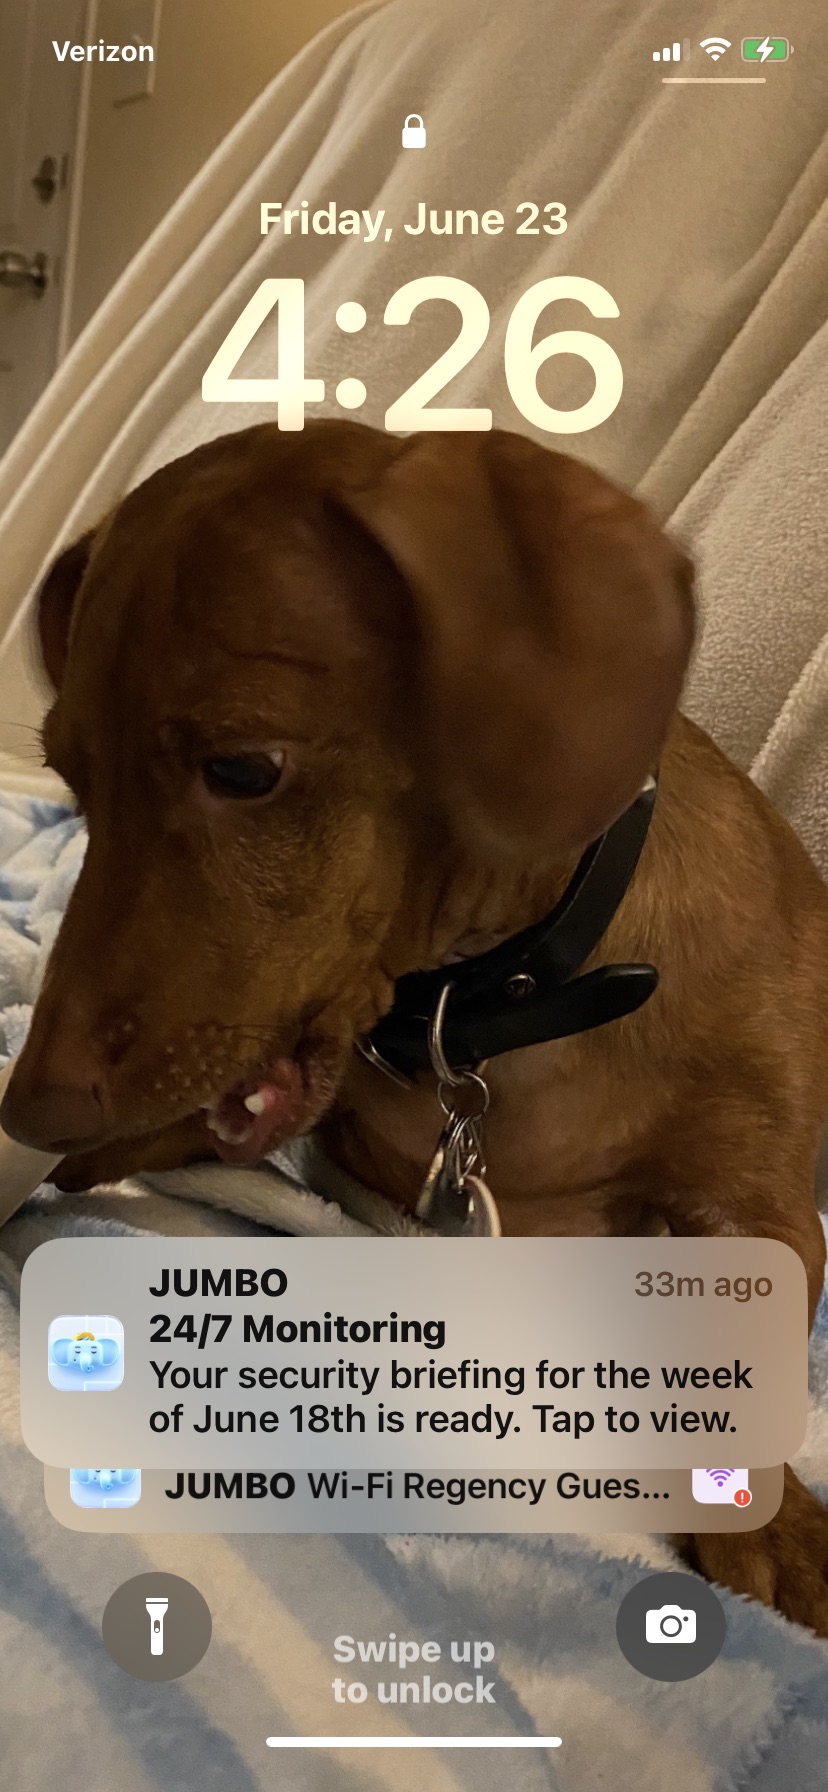 Verizon
Friday, June 23
4:26
JUMBO 33m ago
24/7 Monitoring
Your security briefing for the week
of June 18th is ready. Tap to view.
JUMBO Wi-Fi Regency Gues...
Swipe up
to unlock